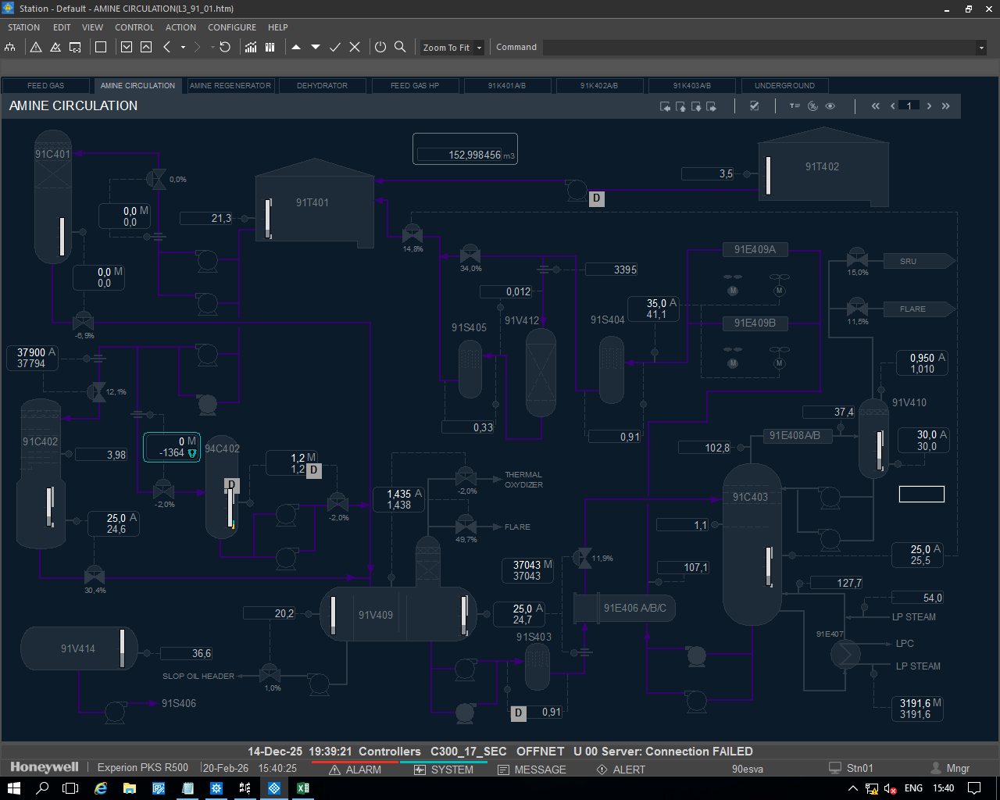 Station - Default - AMINE CIRCULATION(L3_91_01.htm)
STATION EDIT VIEW CONTROL ACTION CONFIGURE HELP
Zoom To Fit Command
FEED GAS AMINE CIRCULATION AMINE REGENERATOR DEHYDRATOR FEED GAS HP 91K401A/B 91K402A/B 91K403A/B UNDERGROUND
AMINE CIRCULATION
1
91C401
0,0%
0,0 M
0,0
0,0 M
0,0
-6,9%
21,3
91T401
152,998456 m3
D
3,5
91T402
14,8%
34,0%
3395
0,012
91S405
91V412
91S404
35,0 A
41,1
0,33
0,91
91E409A
M
M
91E409B
M
M
15,0%
SRU
11,5%
FLARE
0,950 A
1,010
91V410
37,4
91E408A/B
102,8
30,0 A
30,0
37900 A
37794
12,1%
91C402
3,98
25,0 A
24,6
30,4%
0 M
-1364
-2,0%
94C402
D
1,2 M
1,2 D
-2,0%
1,435 A
1,438
-2,0%
THERMAL
OXYDIZER
49,7%
FLARE
37043 M
37043
11,9%
91C403
1,1
107,1
25,0 A
25,5
127,7
54,0
LP STEAM
91E407
LPC
LP STEAM
3191,6 M
3191,6
91E406 A/B/C
20,2
91V409
25,0 A
24,7
91S403
D
0,91
91V414
36,6
SLOP OIL HEADER
1,0%
91S406
14-Dec-25 19:39:21 Controllers C300_17_SEC OFFNET U 00 Server: Connection FAILED
Honeywell Experion PKS R500 20-Feb-26 15:40:25 ALARM SYSTEM MESSAGE ALERT 90esva Stn01 Mngr
ENG 15:40